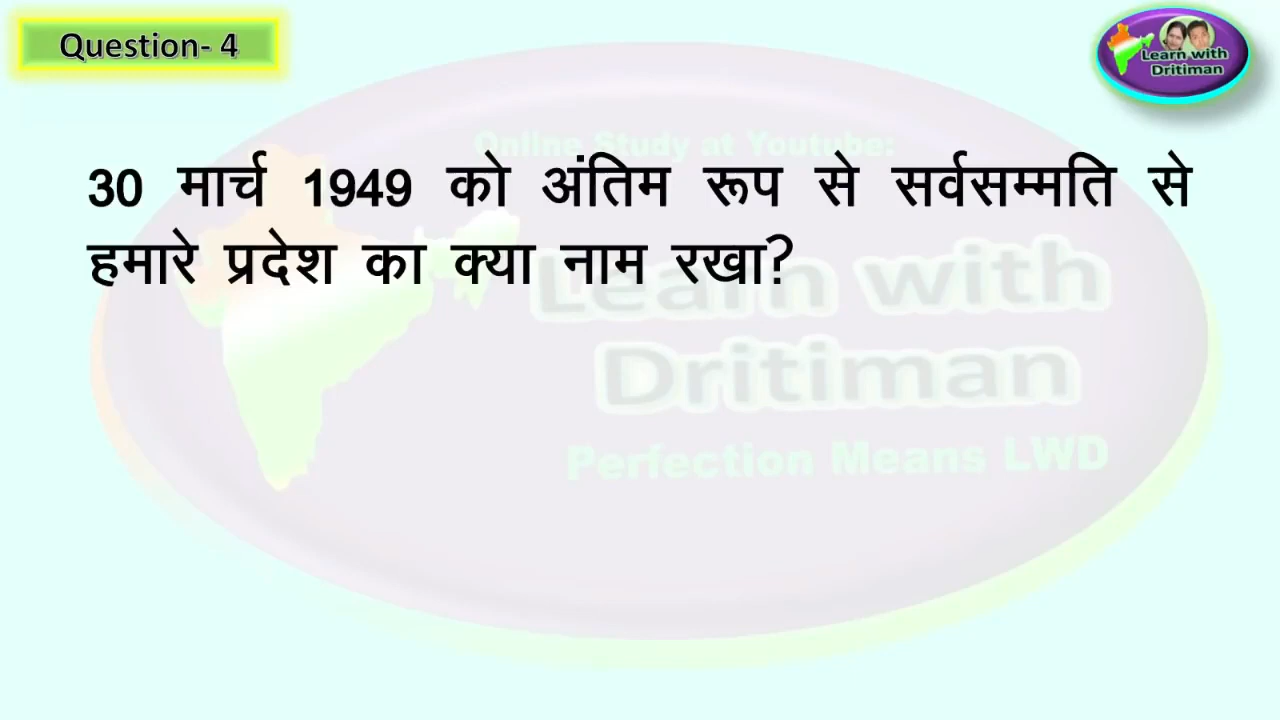 Question- 4
Learn with
Dritiman
Online Study at Youtube:
30 मार्च 1949 को अंतिम रूप से सर्वसम्मति से
हमारे प्रदेश का क्या नाम रखा?
Learn with
Dritiman
Perfection Means LWD